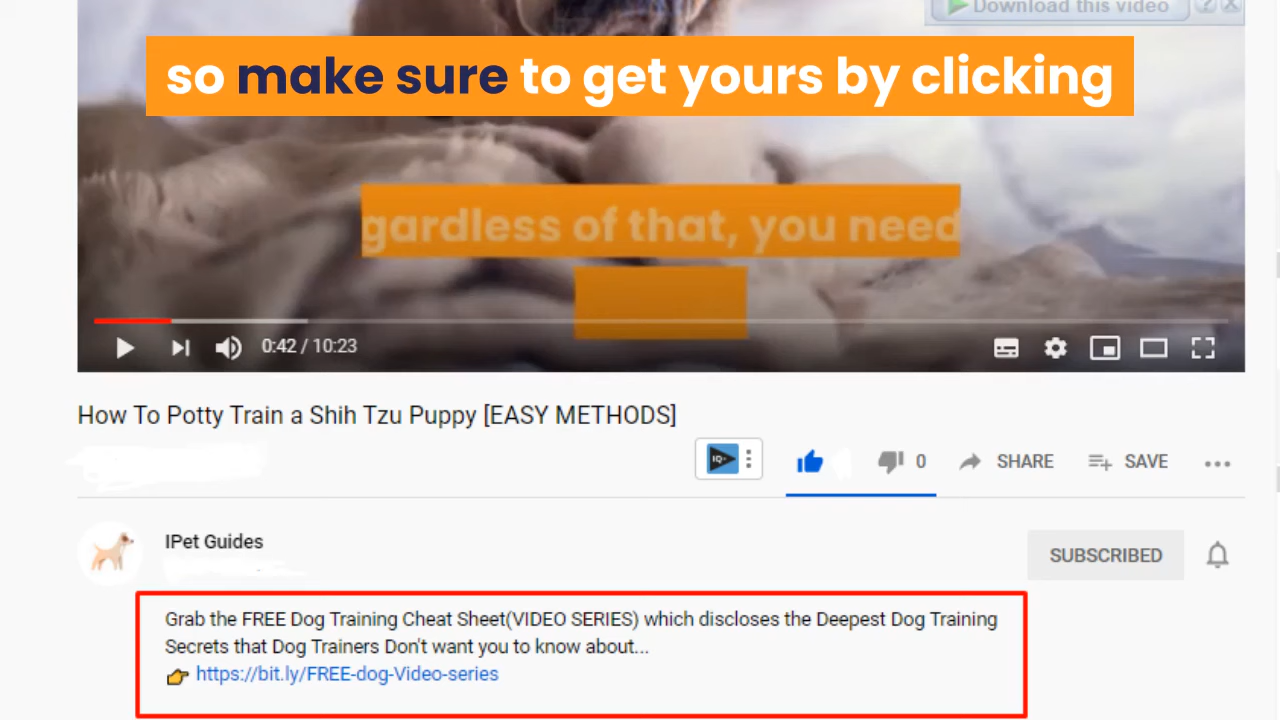 Download this video
so make sure to get yours by clicking
gardless of that, you need
0:42 / 10:23
How To Potty Train a Shih Tzu Puppy [EASY METHODS]
IQ
0
SHARE
SAVE
IPet Guides
SUBSCRIBED
Grab the FREE Dog Training Cheat Sheet(VIDEO SERIES) which discloses the Deepest Dog Training
Secrets that Dog Trainers Don't want you to know about...
👉 https://bit.ly/FREE-dog-Video-series